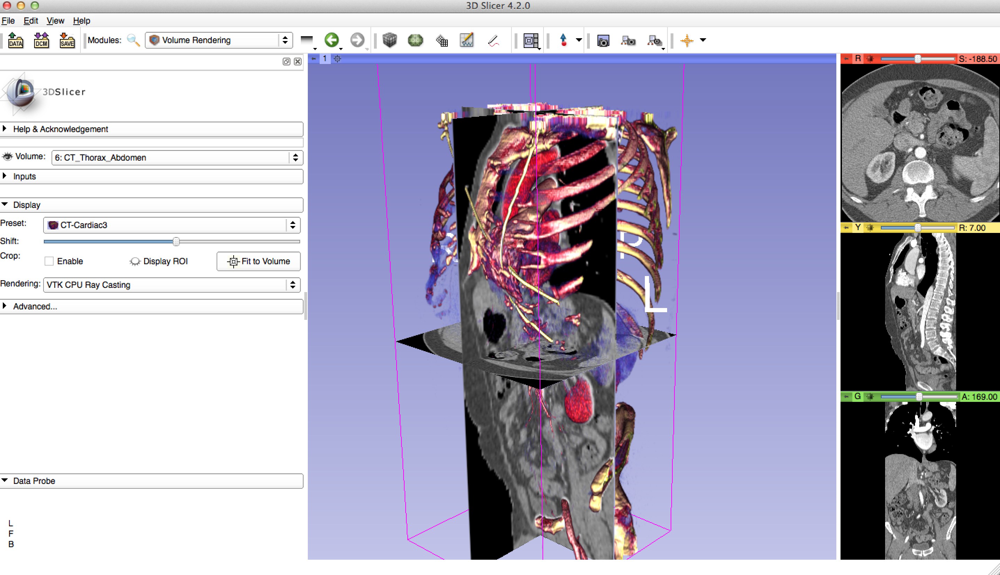 3D Slicer 4.2.0
File Edit View Help
DATA DCM SAVE Modules: Volume Rendering
1
R S: -188.50
3DSlicer
Help & Acknowledgement
Volume: 6: CT_Thorax_Abdomen
Inputs
Display
Preset: CT-Cardiac3
Shift:
Crop: Enable Display ROI Fit to Volume
Rendering: VTK CPU Ray Casting
Advanced...
Data Probe
L
F
B
R P
L
Y R: 7.00
G A: 169.00